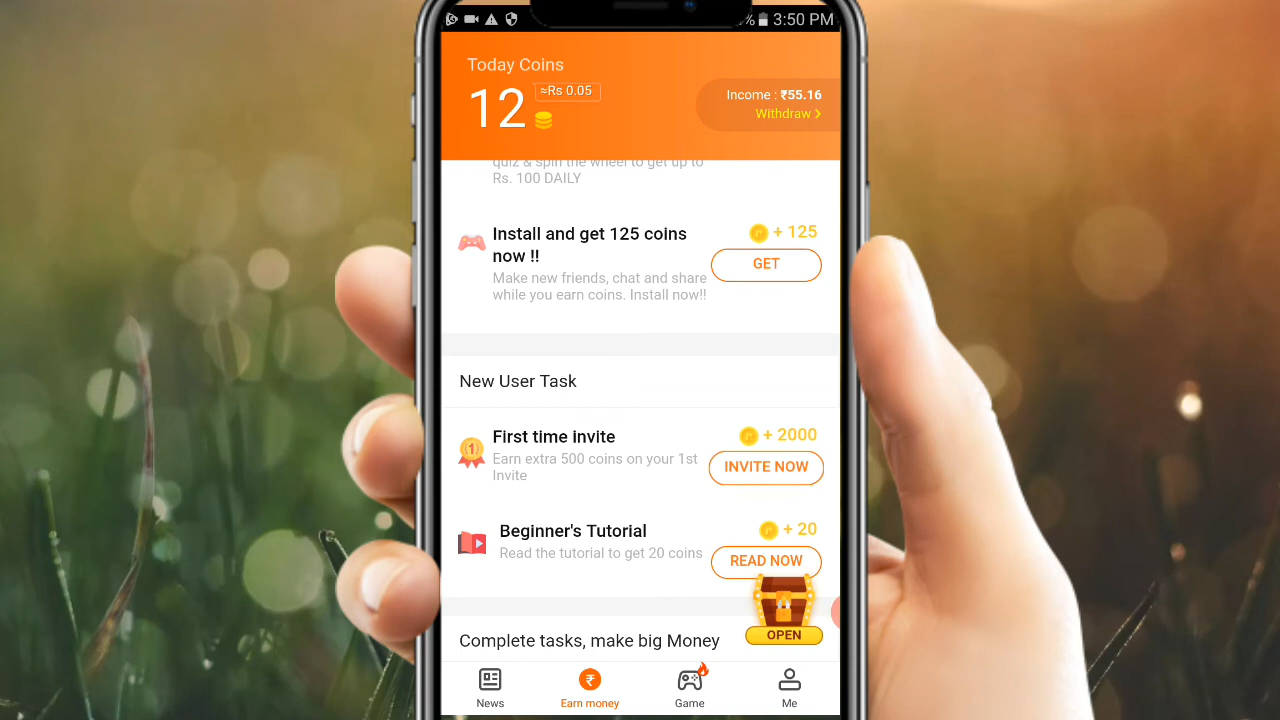 % 3:50 PM
Today Coins
12 ≈Rs 0.05
Income : ₹55.16
Withdraw >
quiz & spin the wheel to get up to
Rs. 100 DAILY
Install and get 125 coins
now !!
+ 125
GET
Make new friends, chat and share
while you earn coins. Install now!!
New User Task
First time invite
+ 2000
Earn extra 500 coins on your 1st
Invite
INVITE NOW
Beginner's Tutorial
+ 20
Read the tutorial to get 20 coins
READ NOW
OPEN
Complete tasks, make big Money
News
Earn money
Game
Me